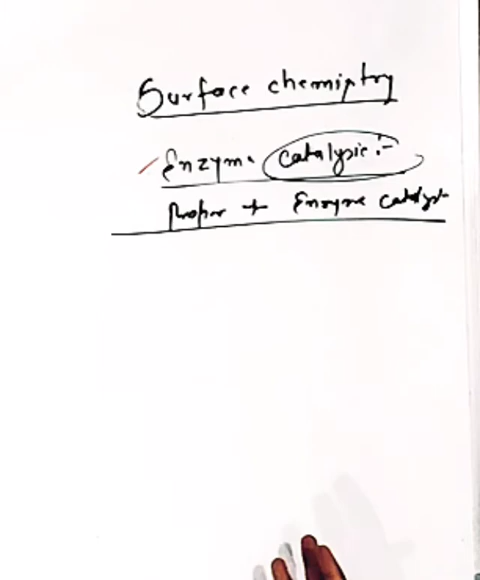 Surface chemistry
Enzyme Catalysis :-
Enzyme catalyst